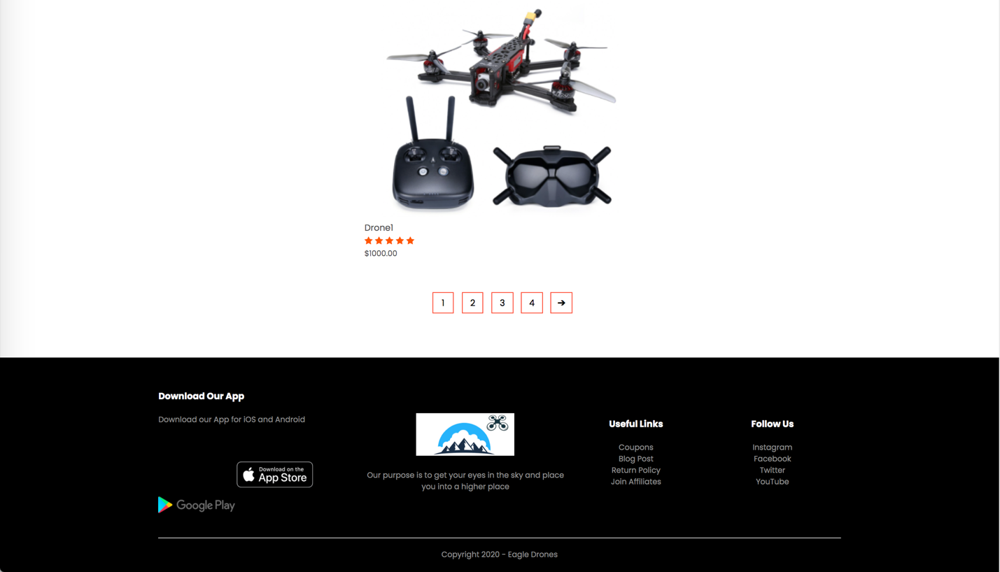 Drone1
$1000.00
1 2 3 4 →
Download Our App
Download our App for iOS and Android
Download on the
App Store
Google Play
Our purpose is to get your eyes in the sky and place
you into a higher place
Useful Links
Coupons
Blog Post
Return Policy
Join Affiliates
Follow Us
Instagram
Facebook
Twitter
YouTube
Copyright 2020 - Eagle Drones